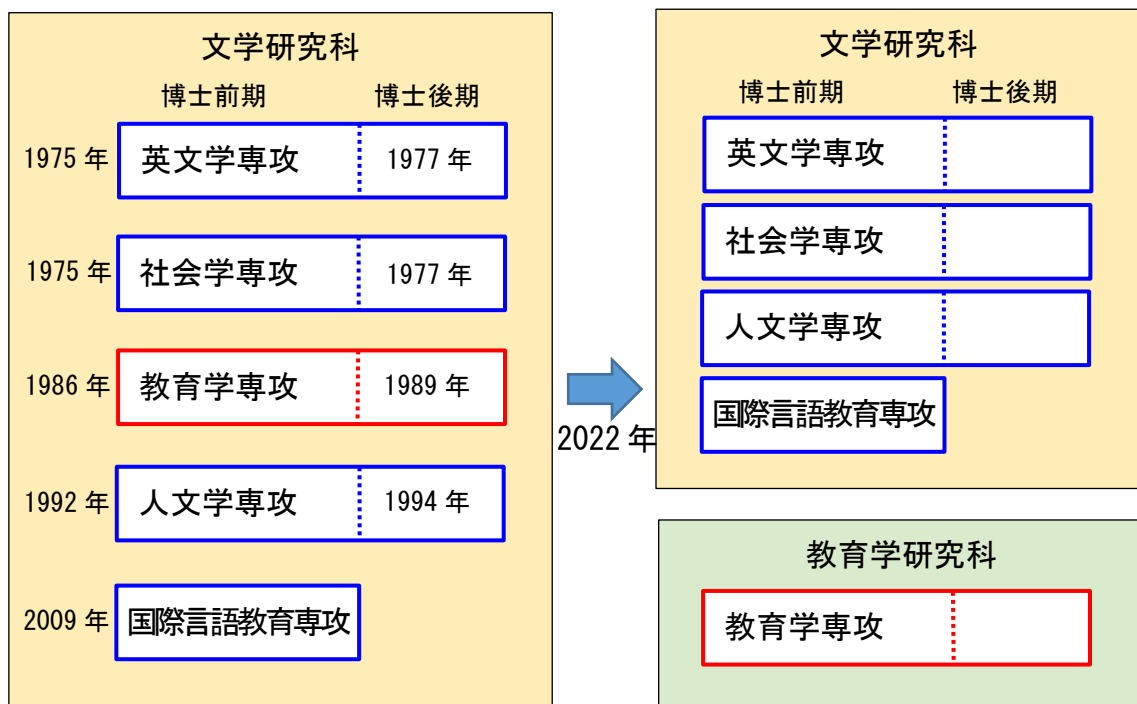 文学研究科
博士前期 博士後期
1975年 英文学専攻 1977年
1975年 社会学専攻 1977年
1986年 教育学専攻 1989年
1992年 人文学専攻 1994年
2009年 国際言語教育専攻
2022年
文学研究科
博士前期 博士後期
英文学専攻
社会学専攻
人文学専攻
国際言語教育専攻
教育学研究科
教育学専攻